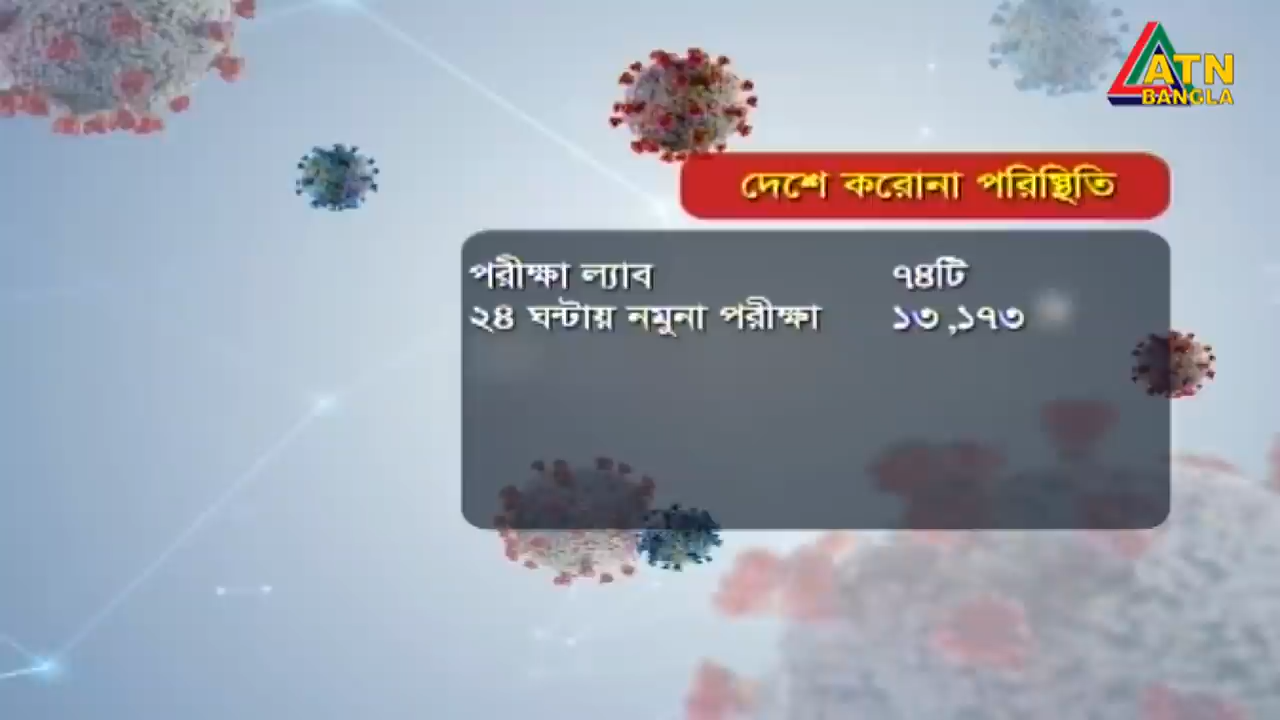 ATN
BANGLA
দেশে করোনা পরিস্থিতি
পরীক্ষা ল্যাব ৭৪টি
২৪ ঘন্টায় নমুনা পরীক্ষা ১৩,১৭৩